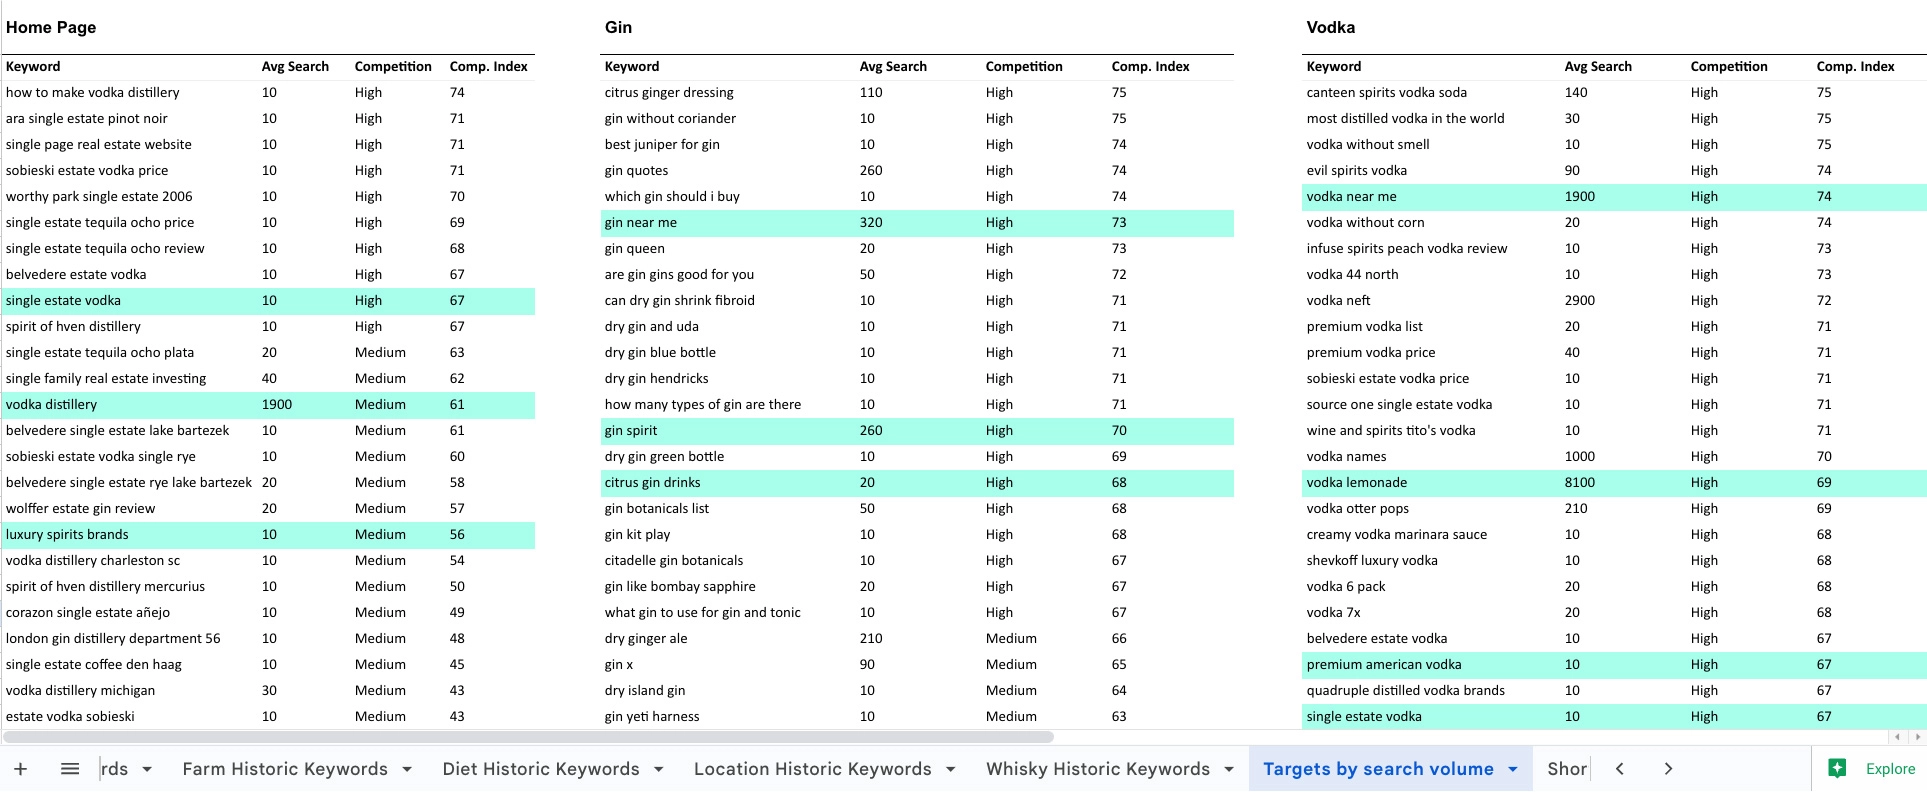 Home Page Gin Vodka
Keyword Avg Search Competition Comp. Index Keyword Avg Search Competition Comp. Index Keyword Avg Search Competition Comp. Index
how to make vodka distillery 10 High 74 citrus ginger dressing 110 High 75 canteen spirits vodka soda 140 High 75
ara single estate pinot noir 10 High 71 gin without coriander 10 High 75 most distilled vodka in the world 30 High 75
single page real estate website 10 High 71 best juniper for gin 10 High 74 vodka without smell 10 High 75
sobieski estate vodka price 10 High 71 gin quotes 260 High 74 evil spirits vodka 90 High 74
worthy park single estate 2006 10 High 70 which gin should i buy 10 High 74 vodka near me 1900 High 74
single estate tequila ocho price 10 High 69 gin near me 320 High 73 vodka without corn 20 High 74
single estate tequila ocho review 10 High 68 gin queen 20 High 73 infuse spirits peach vodka review 10 High 73
belvedere estate vodka 10 High 67 are gin gins good for you 50 High 72 vodka 44 north 10 High 73
single estate vodka 10 High 67 can dry gin shrink fibroid 10 High 71 vodka neft 2900 High 72
spirit of hven distillery 10 High 67 dry gin and uda 10 High 71 premium vodka list 20 High 71
single estate tequila ocho plata 20 Medium 63 dry gin blue bottle 10 High 71 premium vodka price 40 High 71
single family real estate investing 40 Medium 62 dry gin hendricks 10 High 71 sobieski estate vodka price 10 High 71
vodka distillery 1900 Medium 61 how many types of gin are there 10 High 71 source one single estate vodka 10 High 71
belvedere single estate lake bartezek 10 Medium 61 gin spirit 260 High 70 wine and spirits tito's vodka 10 High 71
sobieski estate vodka single rye 10 Medium 60 dry gin green bottle 10 High 69 vodka names 1000 High 70
belvedere single estate rye lake bartezek 20 Medium 58 citrus gin drinks 20 High 68 vodka lemonade 8100 High 69
wolffer estate gin review 20 Medium 57 gin botanicals list 50 High 68 vodka otter pops 210 High 69
luxury spirits brands 10 Medium 56 gin kit play 10 High 68 creamy vodka marinara sauce 10 High 68
vodka distillery charleston sc 10 Medium 54 citadelle gin botanicals 10 High 67 shevkoff luxury vodka 10 High 68
spirit of hven distillery mercurius 10 Medium 50 gin like bombay sapphire 20 High 67 vodka 6 pack 20 High 68
corazon single estate añejo 10 Medium 49 what gin to use for gin and tonic 10 High 67 vodka 7x 20 High 68
london gin distillery department 56 10 Medium 48 dry ginger ale 210 Medium 66 belvedere estate vodka 10 High 67
single estate coffee den haag 10 Medium 45 gin x 90 Medium 65 premium american vodka 10 High 67
vodka distillery michigan 30 Medium 43 dry island gin 10 Medium 64 quadruple distilled vodka brands 10 High 67
estate vodka sobieski 10 Medium 43 gin yeti harness 10 Medium 63 single estate vodka 10 High 67
rds Farm Historic Keywords Diet Historic Keywords Location Historic Keywords Whisky Historic Keywords Targets by search volume Shor Explore